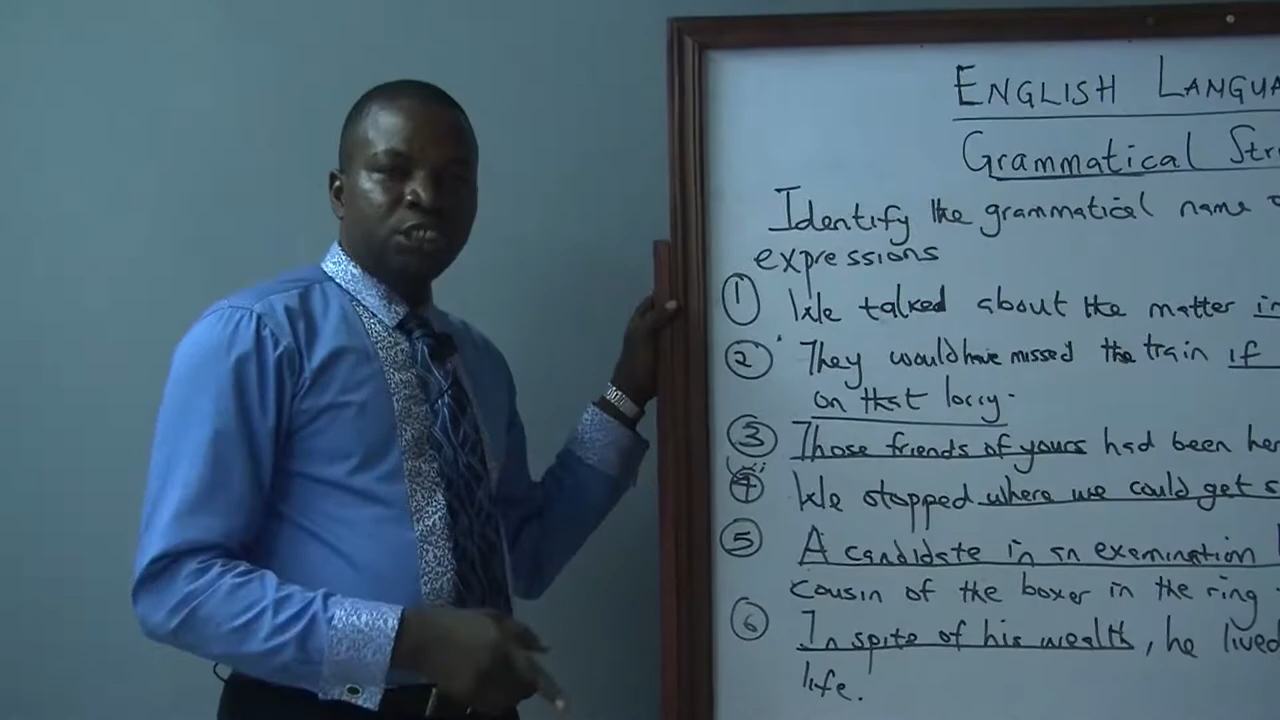 ENGLISH LANGUA
Grammatical Str
Identify the grammatical name
expressions
① We talked about the matter in
② They would have missed the train if
on that lorry.
③ Those friends of yours had been her
④ We stopped where we could get s
⑤ A candidate in an examination
cousin of the boxer in the ring
⑥ In spite of his wealth, he lived
life.